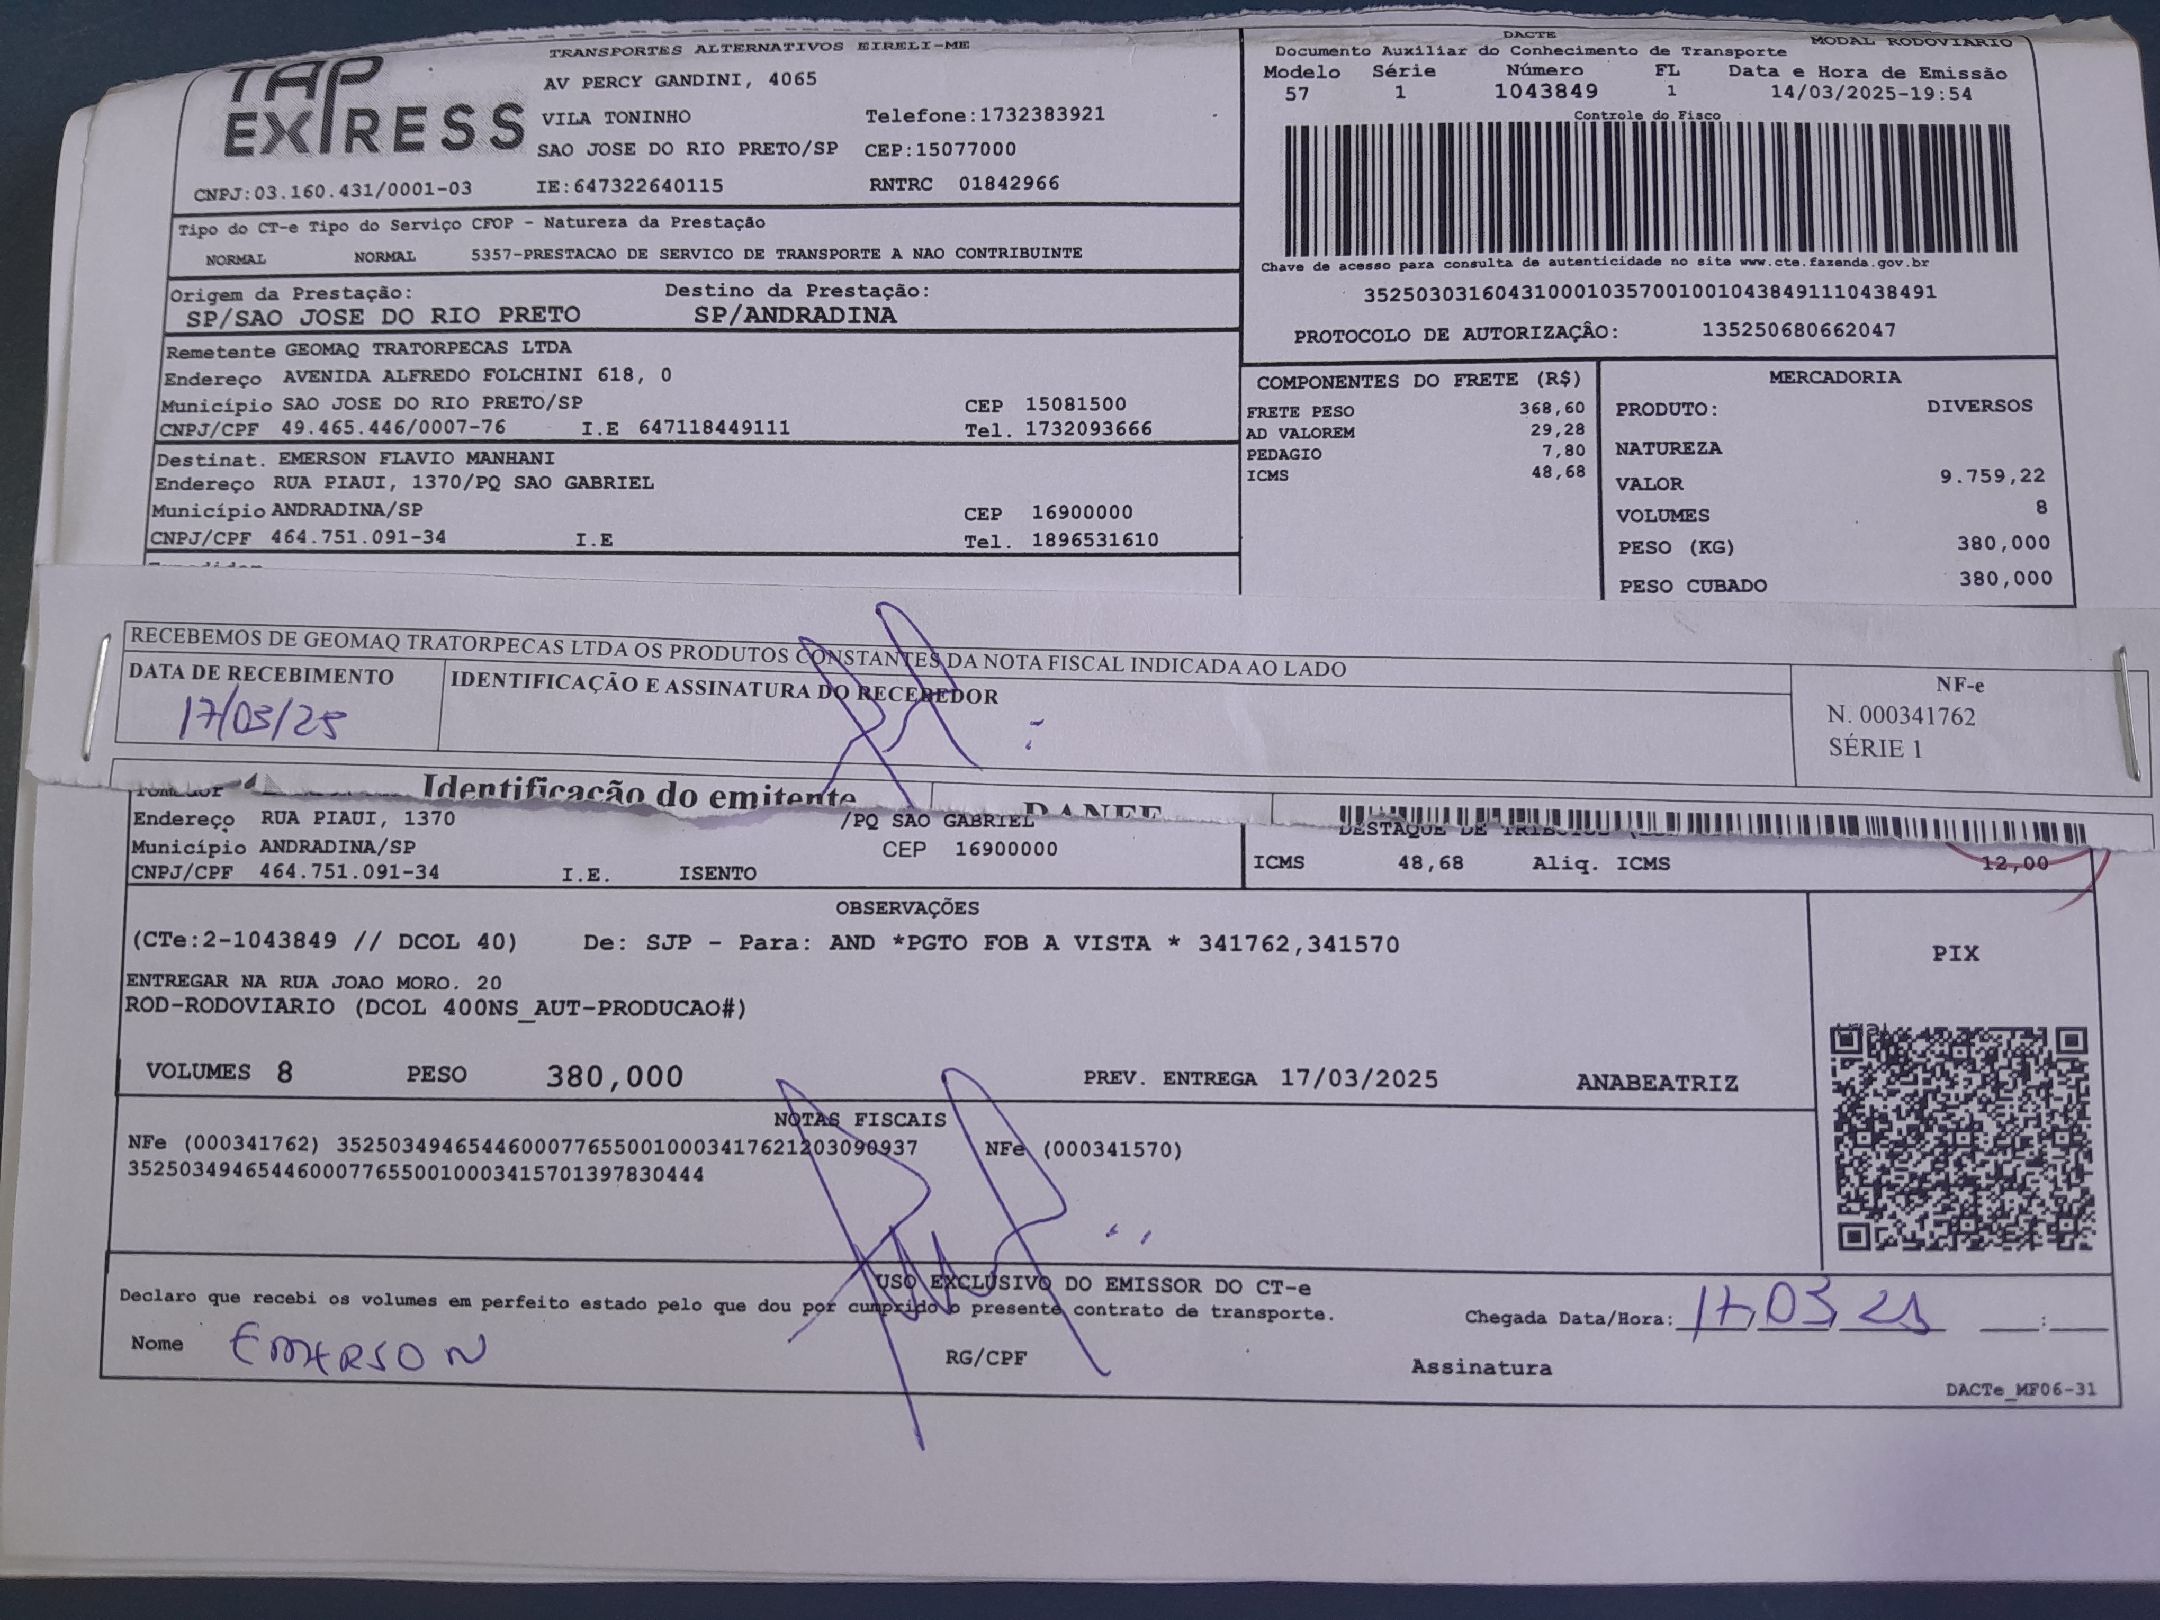 TRANSPORTES ALTERNATIVOS EIRELI-ME
TAP EXPRESS
AV PERCY GANDINI, 4065
VILA TONINHO Telefone:1732383921
SAO JOSE DO RIO PRETO/SP CEP:15077000
CNPJ:03.160.431/0001-03 IE:647322640115 RNTRC 01842966
DACTE MODAL RODOVIARIO
Documento Auxiliar do Conhecimento de Transporte
Modelo Série Número FL Data e Hora de Emissão
57 1 1043849 1 14/03/2025-19:54
Controle do Fisco
Chave de acesso para consulta de autenticidade no site www.cte.fazenda.gov.br
35250303160431000103570010010438491110438491
PROTOCOLO DE AUTORIZAÇÂO: 135250680662047
Tipo do CT-e Tipo do Serviço CFOP - Natureza da Prestação
NORMAL NORMAL 5357-PRESTACAO DE SERVICO DE TRANSPORTE A NAO CONTRIBUINTE
Origem da Prestação: Destino da Prestação:
SP/SAO JOSE DO RIO PRETO SP/ANDRADINA
Remetente GEOMAQ TRATORPECAS LTDA
Endereço AVENIDA ALFREDO FOLCHINI 618, 0
Município SAO JOSE DO RIO PRETO/SP CEP 15081500
CNPJ/CPF 49.465.446/0007-76 I.E 647118449111 Tel. 1732093666
Destinat. EMERSON FLAVIO MANHANI
Endereço RUA PIAUI, 1370/PQ SAO GABRIEL
Município ANDRADINA/SP CEP 16900000
CNPJ/CPF 464.751.091-34 I.E Tel. 1896531610
COMPONENTES DO FRETE (R$)
FRETE PESO 368,60
AD VALOREM 29,28
PEDAGIO 7,80
ICMS 48,68
MERCADORIA
PRODUTO: DIVERSOS
NATUREZA
VALOR 9.759,22
VOLUMES 8
PESO (KG) 380,000
PESO CUBADO 380,000
RECEBEMOS DE GEOMAQ TRATORPECAS LTDA OS PRODUTOS CONSTANTES DA NOTA FISCAL INDICADA AO LADO
DATA DE RECEBIMENTO IDENTIFICAÇÃO E ASSINATURA DO RECEBEDOR
17/03/25
NF-e
N. 000341762
SÉRIE 1
Identificação do emitente DANFE
Endereço RUA PIAUI, 1370 /PQ SAO GABRIEL
Município ANDRADINA/SP CEP 16900000
CNPJ/CPF 464.751.091-34 I.E. ISENTO
DESTAQUE DE
ICMS 48,68 Aliq. ICMS 12,00
OBSERVAÇÕES
(CTe:2-1043849 // DCOL 40) De: SJP - Para: AND *PGTO FOB A VISTA * 341762,341570
ENTREGAR NA RUA JOAO MORO. 20
ROD-RODOVIARIO (DCOL 400NS_AUT-PRODUCAO#)
PIX
VOLUMES 8 PESO 380,000 PREV. ENTREGA 17/03/2025 ANABEATRIZ
NOTAS FISCAIS
NFe (000341762) 35250349465446000776550010003417621203090937 NFe (000341570)
35250349465446000776550010003415701397830444
USO EXCLUSIVO DO EMISSOR DO CT-e
Declaro que recebi os volumes em perfeito estado pelo que dou por cumprido o presente contrato de transporte.
Chegada Data/Hora: 17 03 25 :
Nome EMERSON RG/CPF Assinatura
DACTe_MF06-31